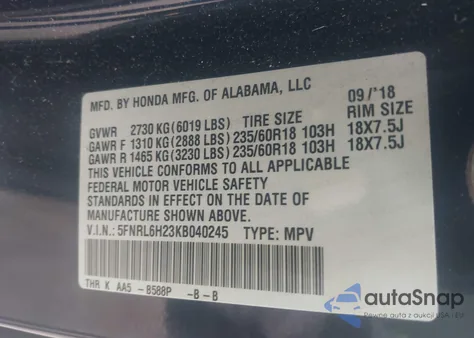 MFD. BY HONDA MFG. OF ALABAMA, LLC 09/'18
GVWR 2730 KG(6019 LBS) TIRE SIZE RIM SIZE
GAWR F 1310 KG(2888 LBS)235/60R18 103H 18X7.5J
GAWR R 1465 KG(3230 LBS)235/60R18 103H 18X7.5J
THIS VEHICLE CONFORMS TO ALL APPLICABLE
FEDERAL MOTOR VEHICLE SAFETY
STANDARDS IN EFFECT ON THE DATE OF
MANUFACTURE SHOWN ABOVE.
V.I.N.: 5FNRL6H23KB040245 TYPE: MPV
THR K AA5 -B588P -B-B
autoSnap